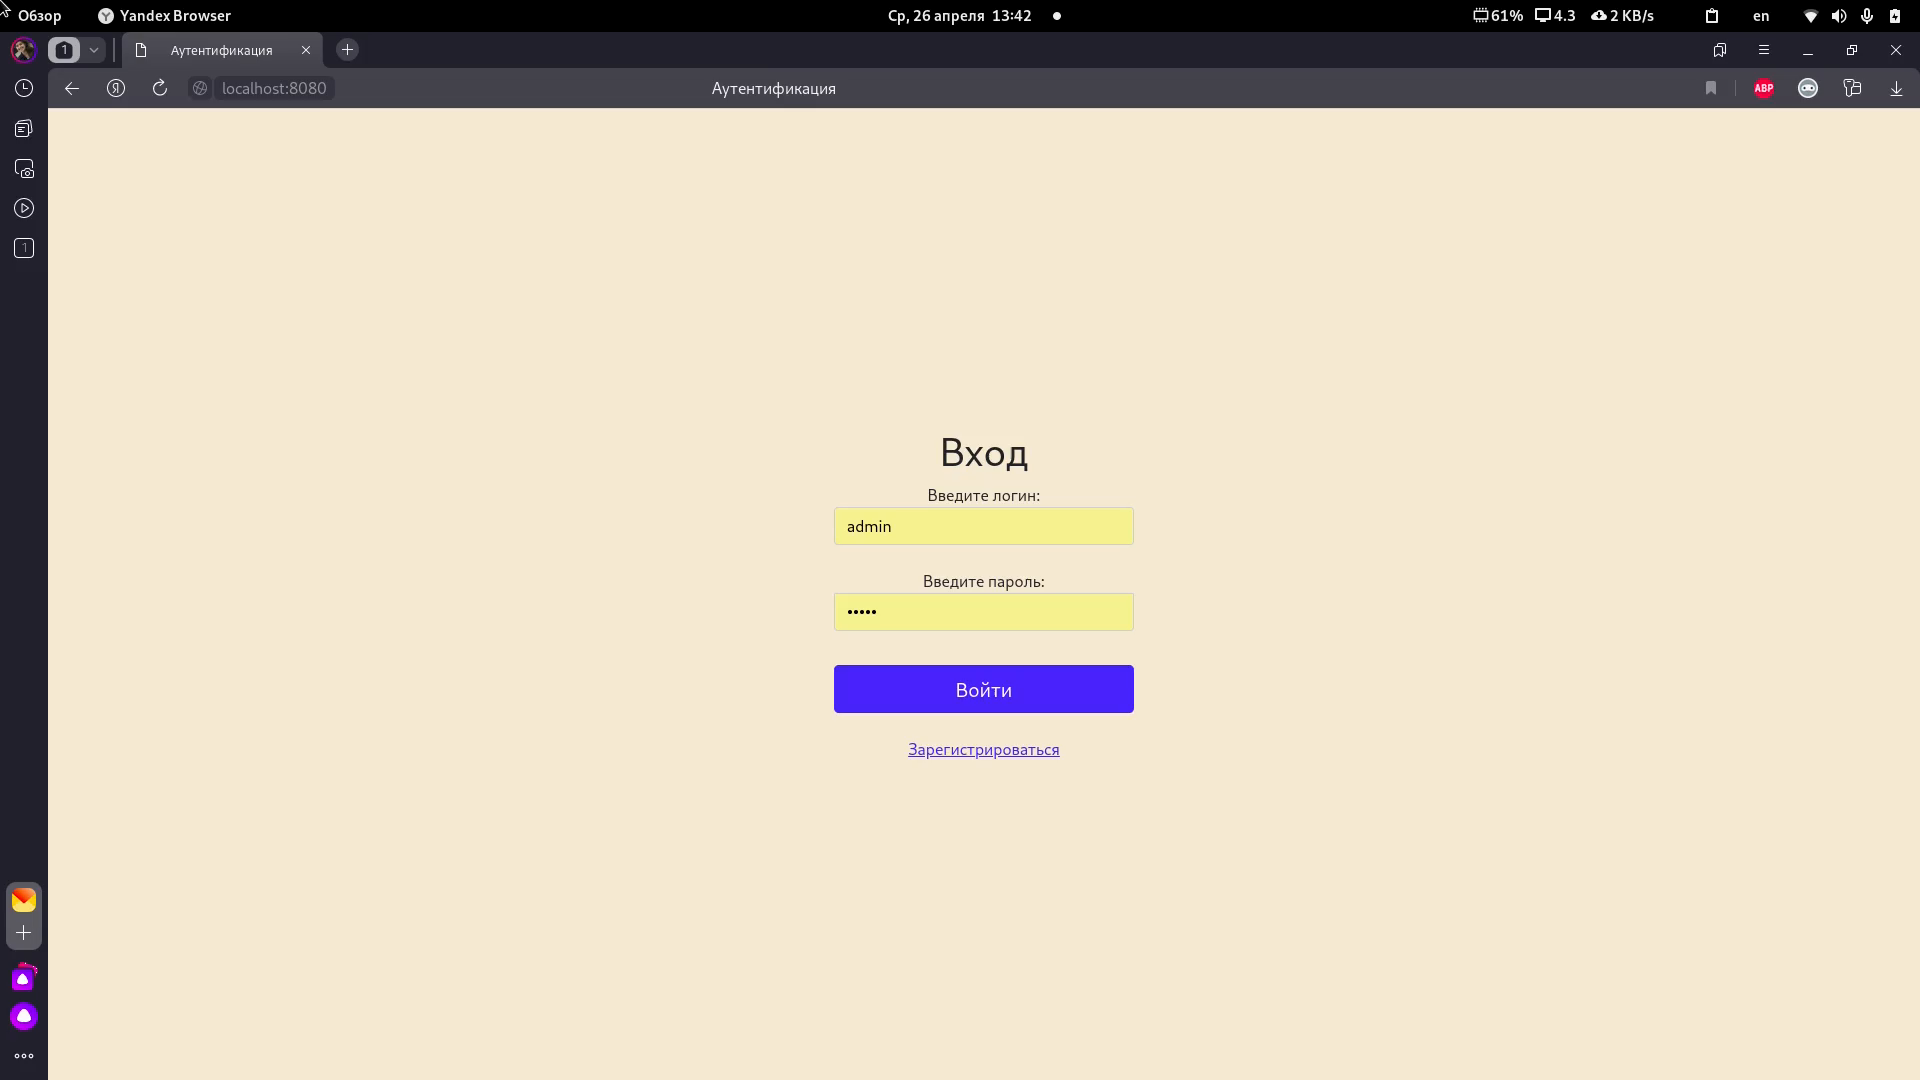 Обзор
Yandex Browser
Ср, 26 апреля 13:42
61%
4.3
2 KB/s
en
1
Аутентификация
Я
localhost:8080
Аутентификация
ABP
1
Вход
Введите логин:
admin
Введите пароль:
•••••
Войти
Зарегистрироваться